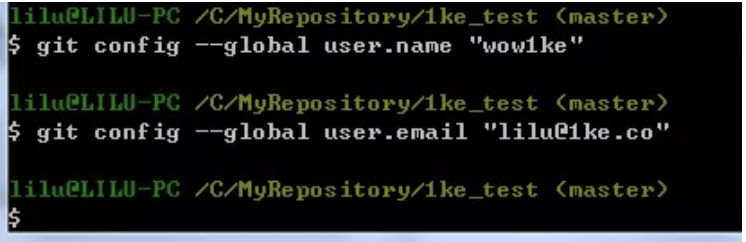 lilu@LILU-PC /C/MyRepository/1ke_test (master)
$ git config --global user.name "wow1ke"
lilu@LILU-PC /C/MyRepository/1ke_test (master)
$ git config --global user.email "lilu@1ke.co"
lilu@LILU-PC /C/MyRepository/1ke_test (master)
$